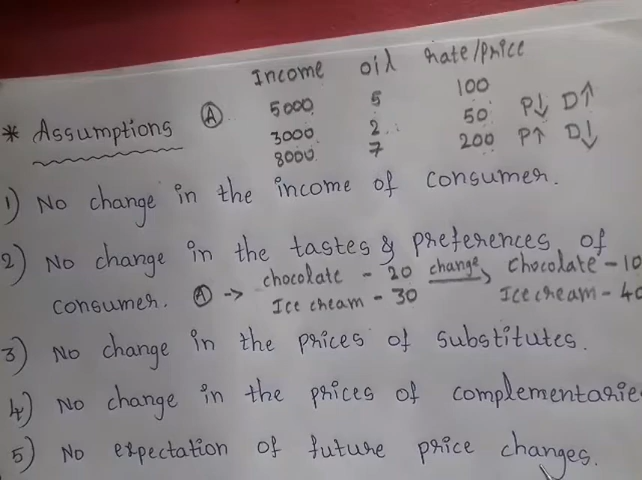 Income oil rate/price
5000 5 100
* Assumptions Ⓐ 3000 2 50 P↓ D↑
8000 7 200 P↑ D↓
1) No change in the income of consumer.
2) No change in the tastes & preferences of
consumer. Ⓐ → chocolate - 20 change → chocolate - 10
Ice cream - 30 Ice cream - 40
3) No change in the prices of substitutes.
4) No change in the prices of complementarie
5) No expectation of future price changes.